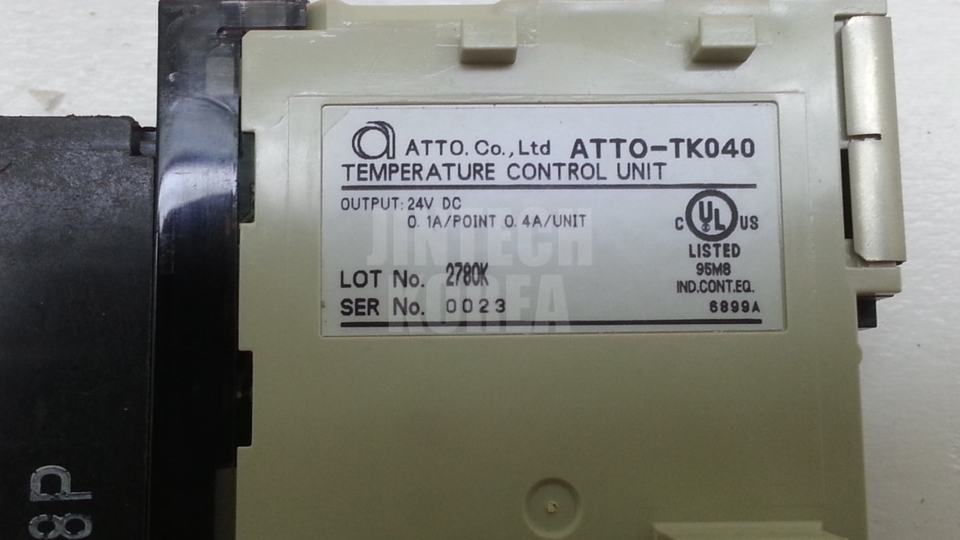 ATTO. Co., Ltd ATTO-TK040
TEMPERATURE CONTROL UNIT
OUTPUT: 24V DC
0. 1A/POINT 0. 4A/UNIT
C UL US
LISTED
95M8
IND.CONT.EQ.
6899A
LOT No. 2780K
SER No. 0023
JINTECH
KOREA
8P